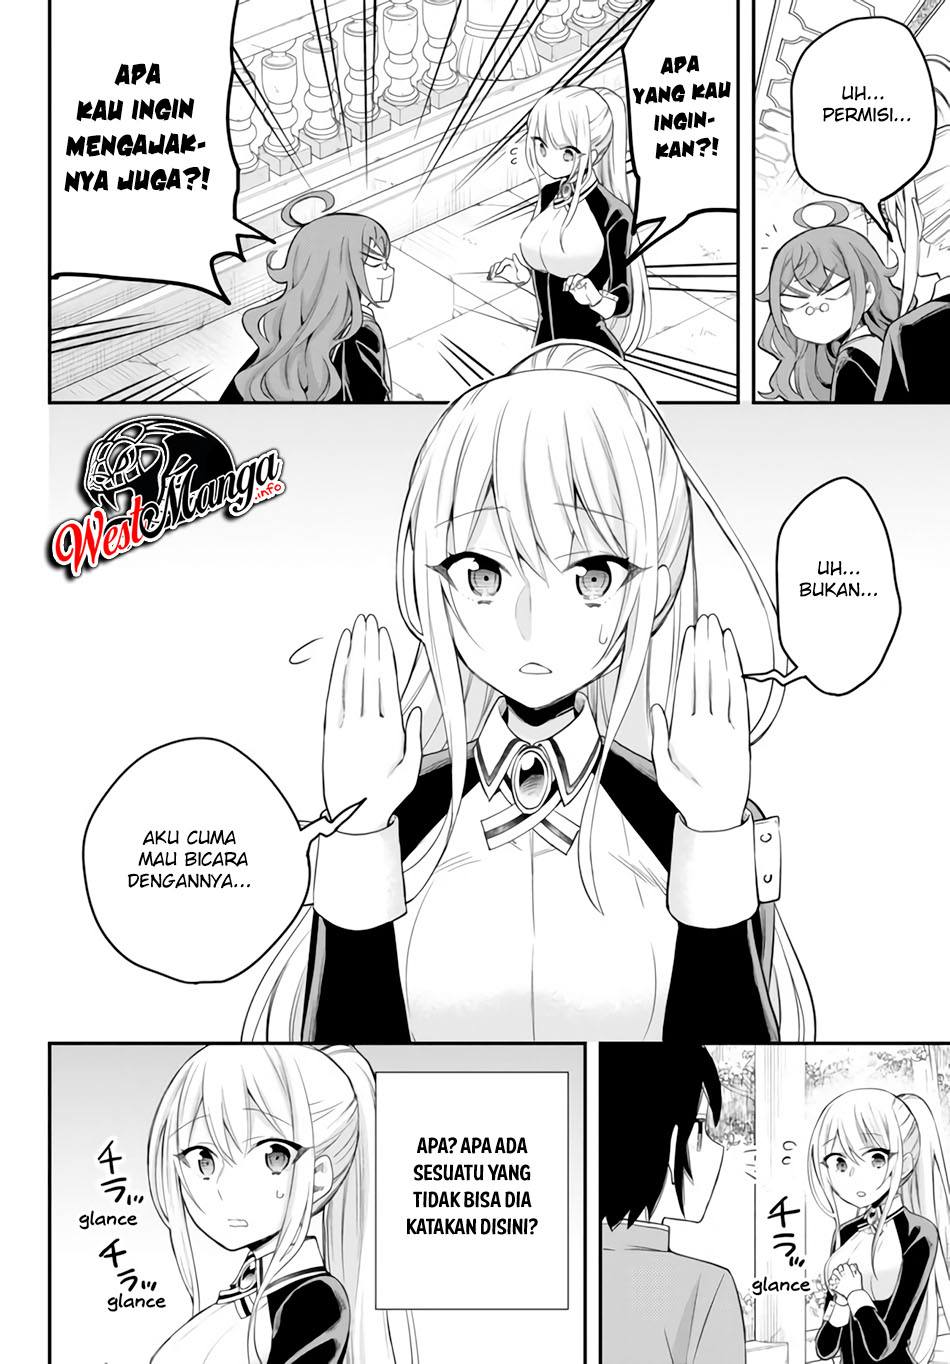 UH...
PERMISI...
APA
YANG KAU
INGIN-
KAN?!
APA
KAU INGIN
MENGAJAK-
NYA JUGA?!
WestManga
.info
UH...
BUKAN...
AKU CUMA
MAU BICARA
DENGANNYA...
チラッ
glance
APA? APA ADA
SESUATU YANG
TIDAK BISA DIA
KATAKAN DISINI?
チラッ
glance
チラッ
glance